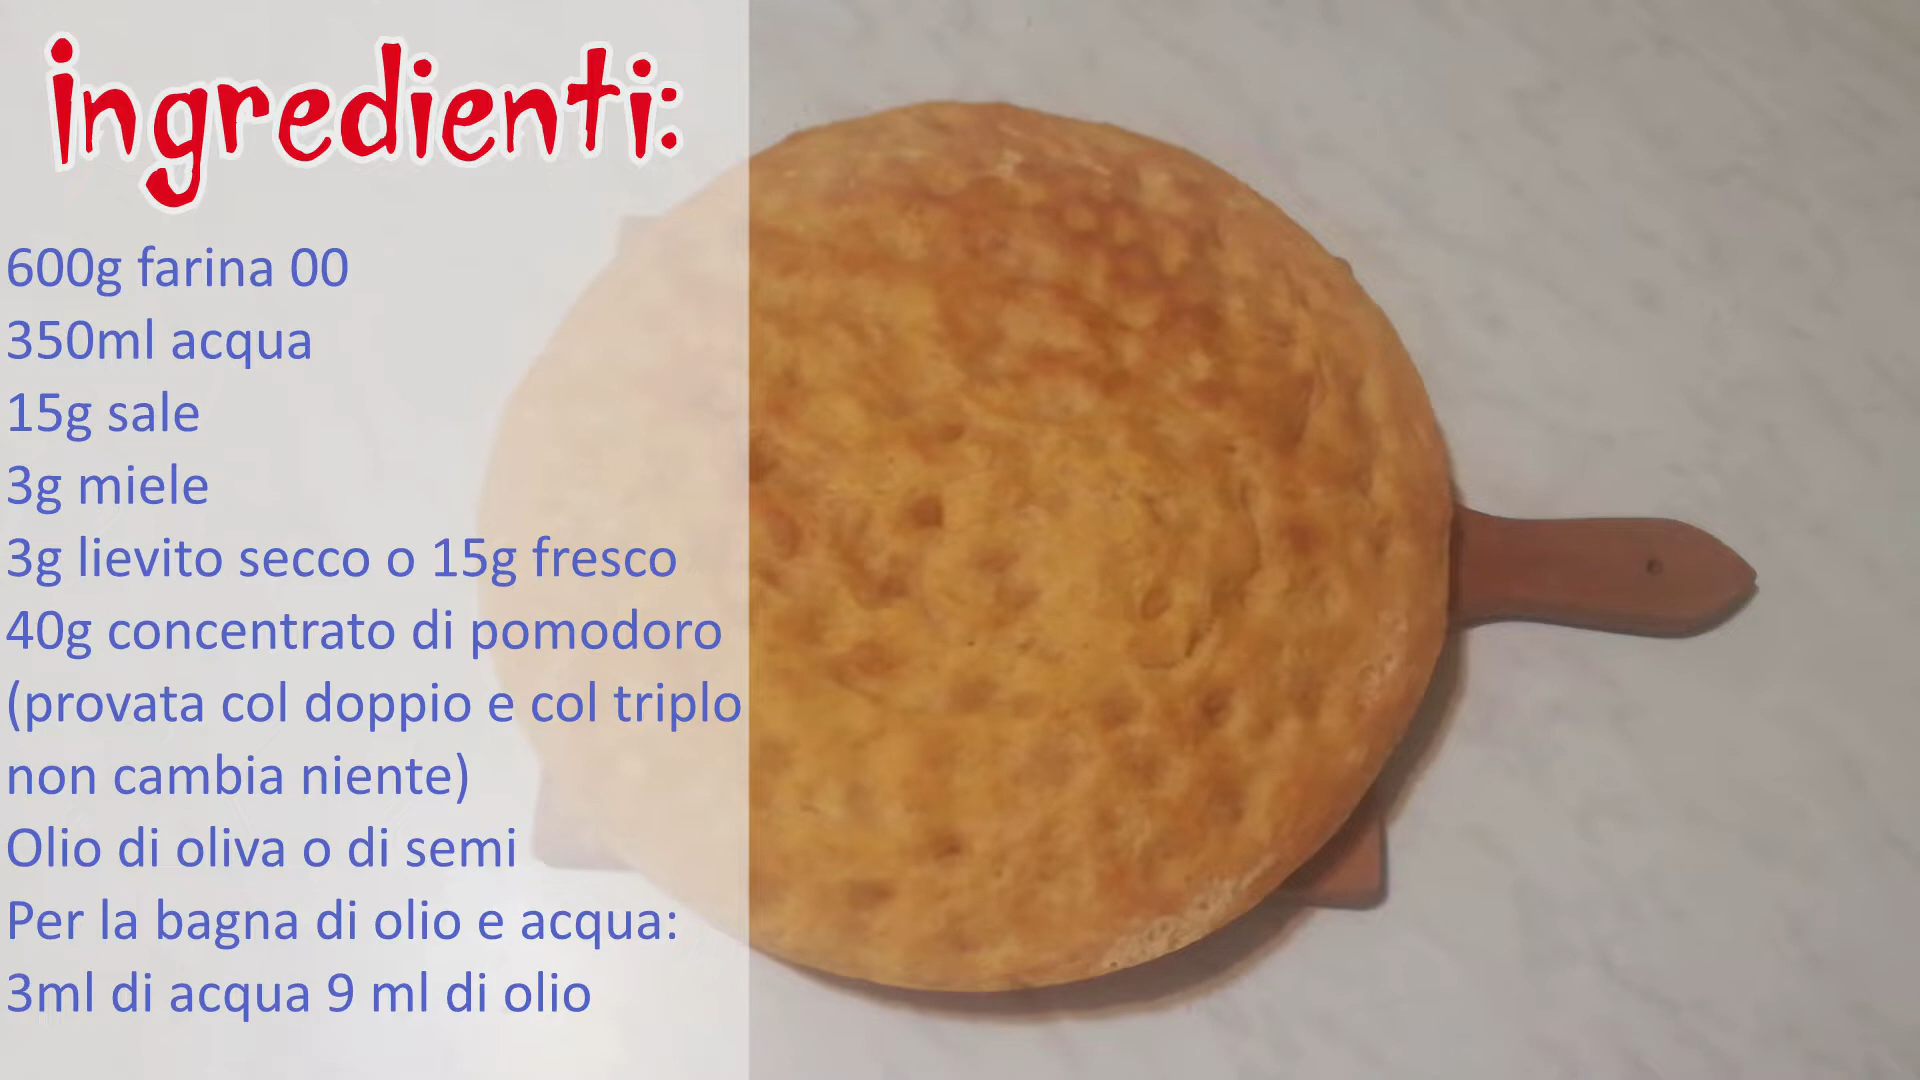 ingredienti:
600g farina 00
350ml acqua
15g sale
3g miele
3g lievito secco o 15g fresco
40g concentrato di pomodoro
(provata col doppio e col triplo
non cambia niente)
Olio di oliva o di semi
Per la bagna di olio e acqua:
3ml di acqua 9 ml di olio